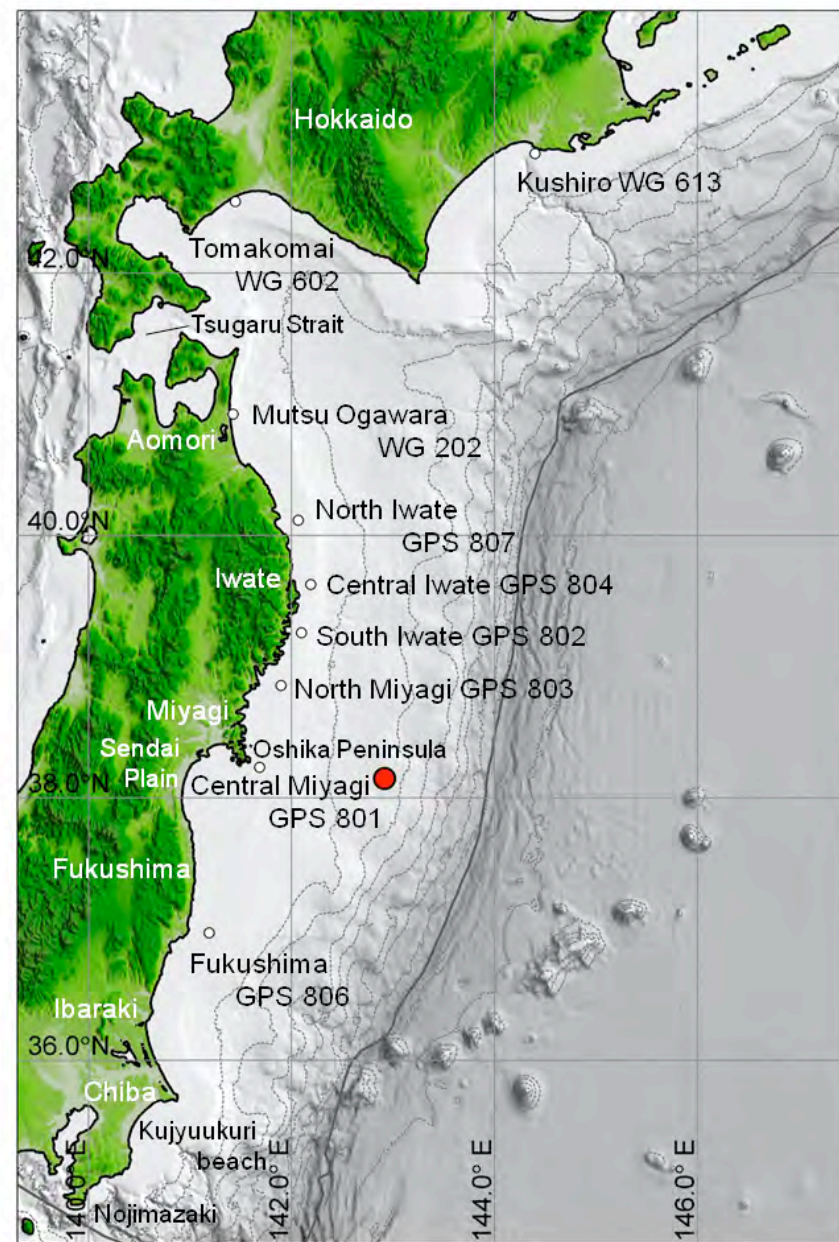 Hokkaido
Kushiro WG 613
Tomakomai
WG 602
42.0°N
Tsugaru Strait
Mutsu Ogawara
WG 202
Aomori
North Iwate
GPS 807
40.0°N
Iwate
Central Iwate GPS 804
South Iwate GPS 802
North Miyagi GPS 803
Miyagi
Sendai
Plain
Oshika Peninsula
38.0°N
Central Miyagi
GPS 801
Fukushima
Fukushima
GPS 806
Ibaraki
36.0°N
Chiba
Kujyuukuri
beach
Nojimazaki
140.0° E
142.0° E
144.0° E
146.0° E